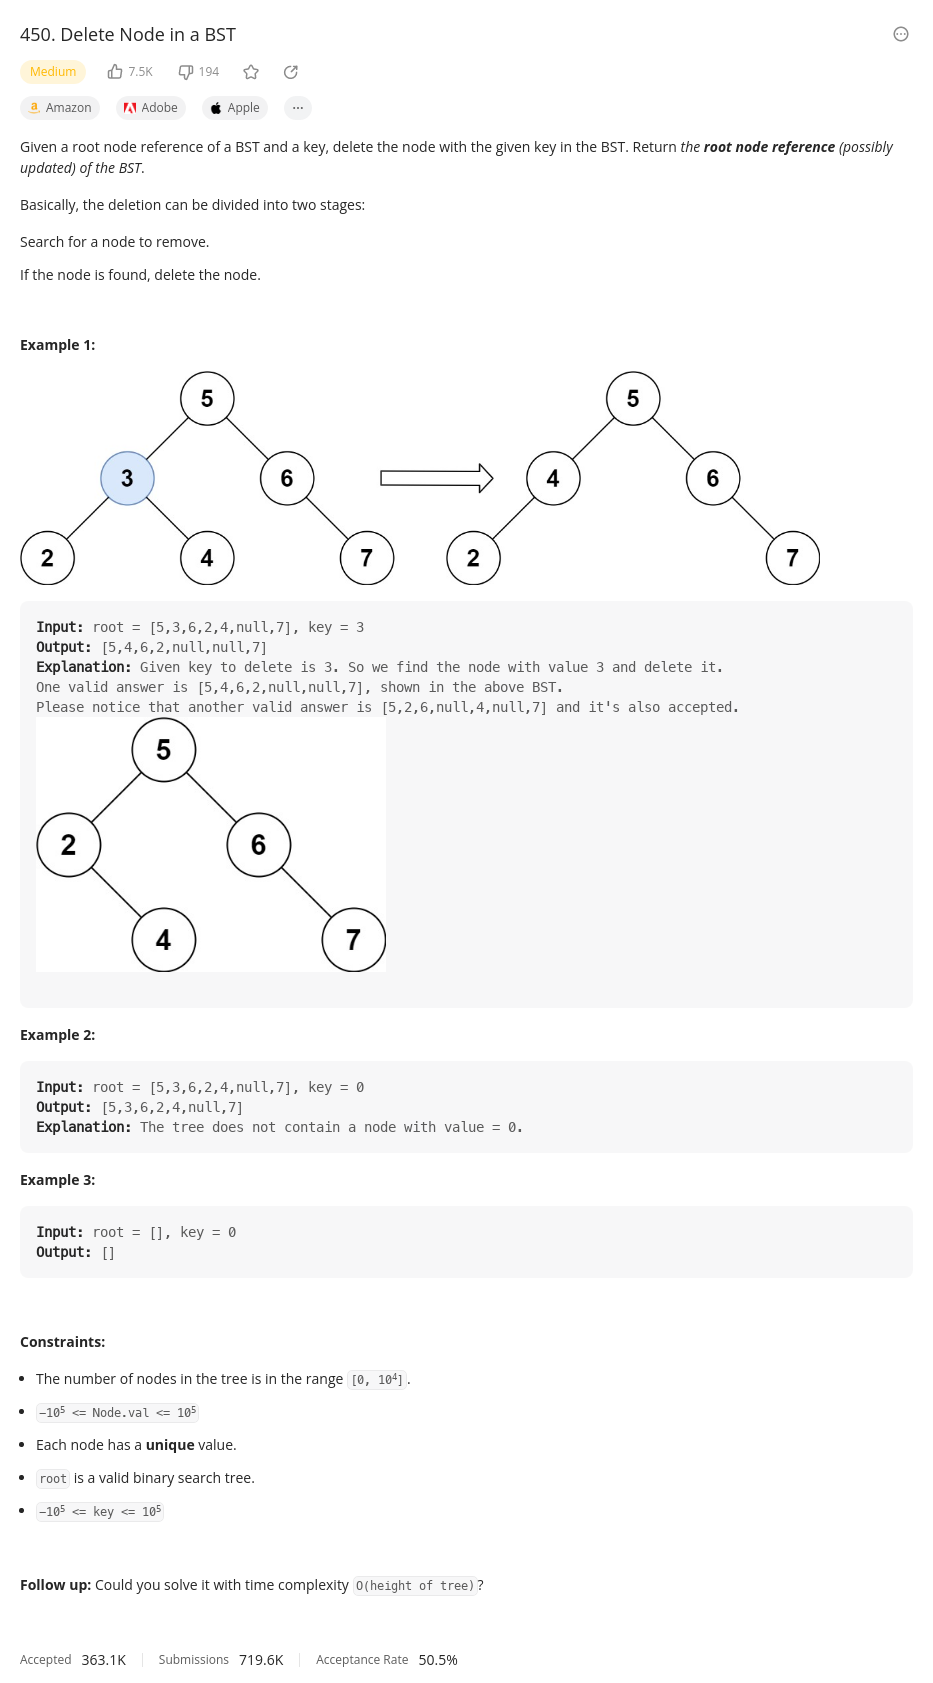 450. Delete Node in a BST
Medium 7.5K 194
Amazon Adobe Apple ...
Given a root node reference of a BST and a key, delete the node with the given key in the BST. Return the root node reference (possibly
updated) of the BST.
Basically, the deletion can be divided into two stages:
Search for a node to remove.
If the node is found, delete the node.
Example 1:
5 5
3 6 4 6
2 4 7 2 7
Input: root = [5,3,6,2,4,null,7], key = 3
Output: [5,4,6,2,null,null,7]
Explanation: Given key to delete is 3. So we find the node with value 3 and delete it.
One valid answer is [5,4,6,2,null,null,7], shown in the above BST.
Please notice that another valid answer is [5,2,6,null,4,null,7] and it's also accepted.
5
2 6
4 7
Example 2:
Input: root = [5,3,6,2,4,null,7], key = 0
Output: [5,3,6,2,4,null,7]
Explanation: The tree does not contain a node with value = 0.
Example 3:
Input: root = [], key = 0
Output: []
Constraints:
• The number of nodes in the tree is in the range [0, 10⁴].
• −10⁵ <= Node.val <= 10⁵
• Each node has a unique value.
• root is a valid binary search tree.
• −10⁵ <= key <= 10⁵
Follow up: Could you solve it with time complexity O(height of tree)?
Accepted 363.1K Submissions 719.6K Acceptance Rate 50.5%